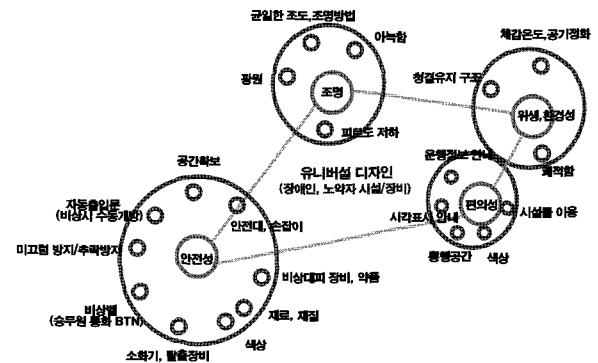 균일한 조도,조명방법
아늑함
광원
조명
피로도 저하
체감온도,공기정화
청결유지 구조
위생,환경성
쾌적함
유니버설 디자인
(장애인, 노약자 시설/장비)
운행정보 안내
편의성
시각표시 안내
시설물 이용
통행공간
색상
공간확보
자동출입문
(비상시 수동개방)
안전대, 손잡이
미끄럼 방지/추락방지
안전성
비상대피 장비, 약품
비상벨
(승무원 통화 BTN)
재료, 재질
색상
소화기, 탈출장비